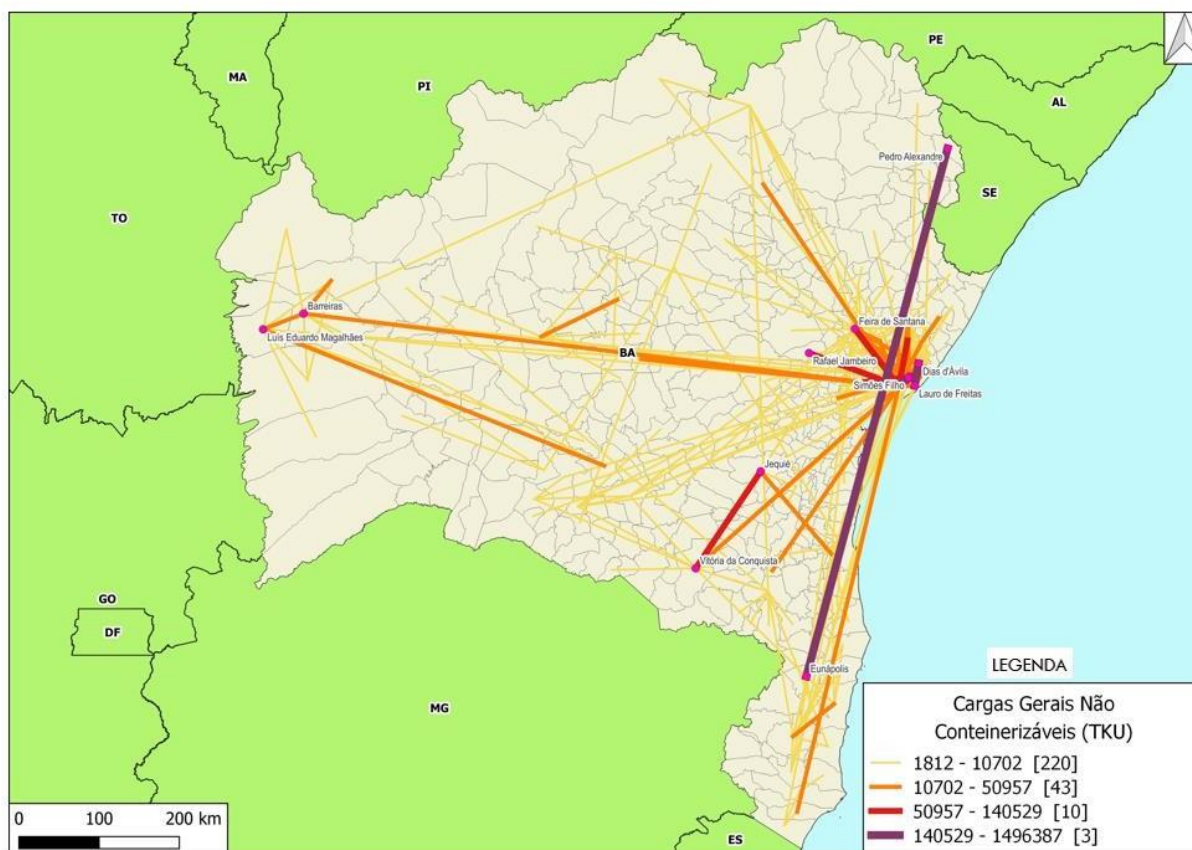 PE
MA
PI
AL
Pedro Alexandre
SE
TO
Barreiras
Luís Eduardo Magalhães
Feira de Santana
BA
Rafael Jambeiro
Dias d'Ávila
Simões Filho
Lauro de Freitas
Jequié
Vitória da Conquista
GO
DF
Eunápolis
MG
LEGENDA
Cargas Gerais Não
Conteinerizáveis (TKU)
1812 - 10702 [220]
10702 - 50957 [43]
50957 - 140529 [10]
140529 - 1496387 [3]
0 100 200 km
ES